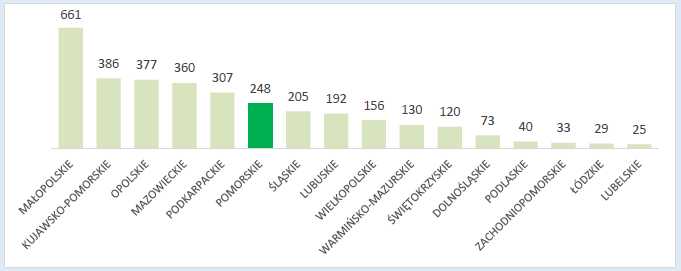 661
386
377
360
307
248
205
192
156
130
120
73
40
33
29
25
MAŁOPOLSKIE
KUJAWSKO-POMORSKIE
OPOLSKIE
MAZOWIECKIE
PODKARPACKIE
POMORSKIE
ŚLĄSKIE
LUBUSKIE
WIELKOPOLSKIE
WARMIŃSKO-MAZURSKIE
ŚWIĘTOKRZYSKIE
DOLNOŚLĄSKIE
PODLASKIE
ZACHODNIOPOMORSKIE
ŁÓDZKIE
LUBELSKIE